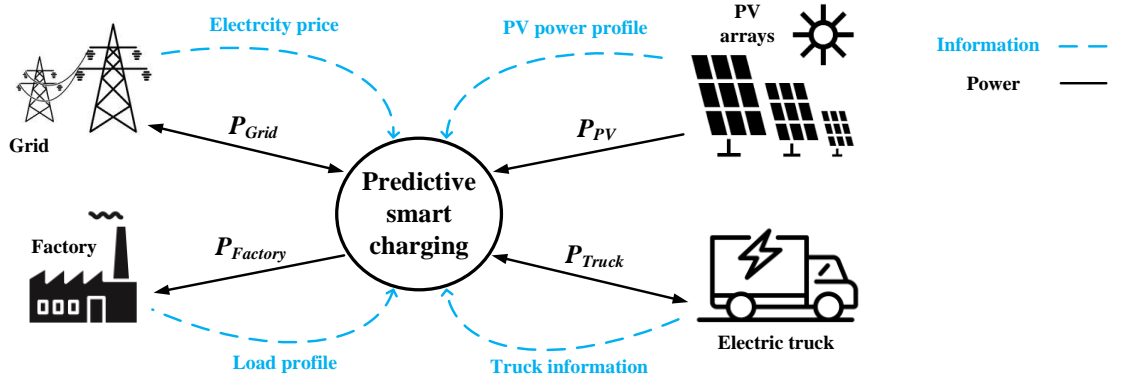 Electrcity price
PV power profile
PV
arrays
Information
Power
Grid
P_Grid
P_PV
Predictive
smart
charging
Factory
P_Factory
P_Truck
Load profile
Truck information
Electric truck